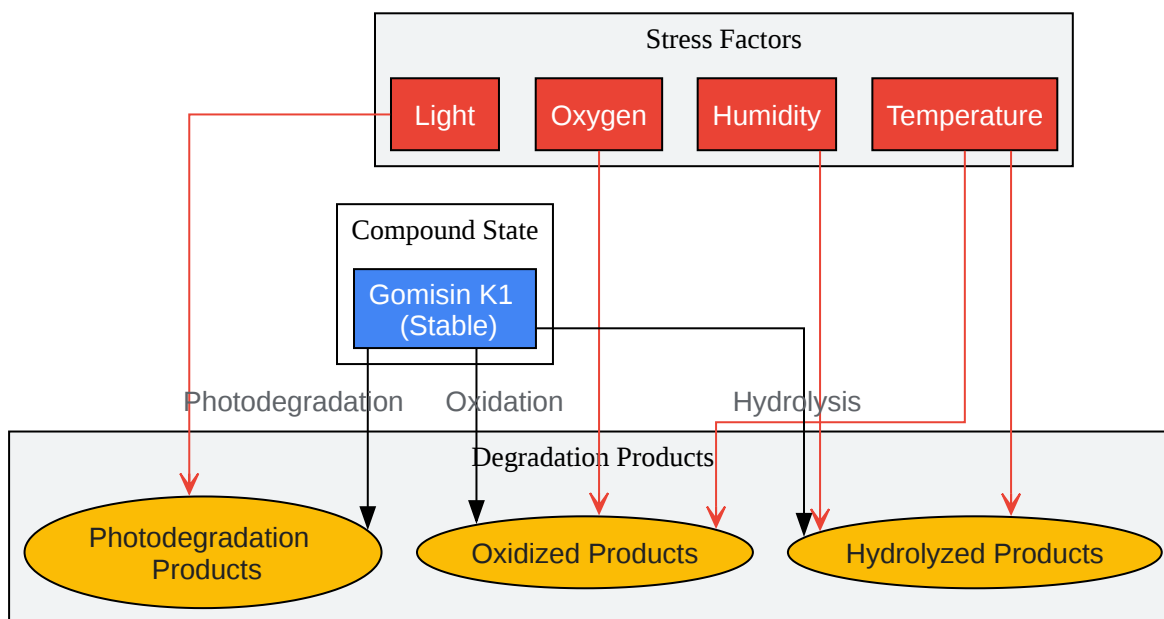 Stress Factors
Light
Oxygen
Humidity
Temperature
Compound State
Gomisin K1
(Stable)
Photodegradation
Oxidation
Hydrolysis
Degradation Products
Photodegradation
Products
Oxidized Products
Hydrolyzed Products